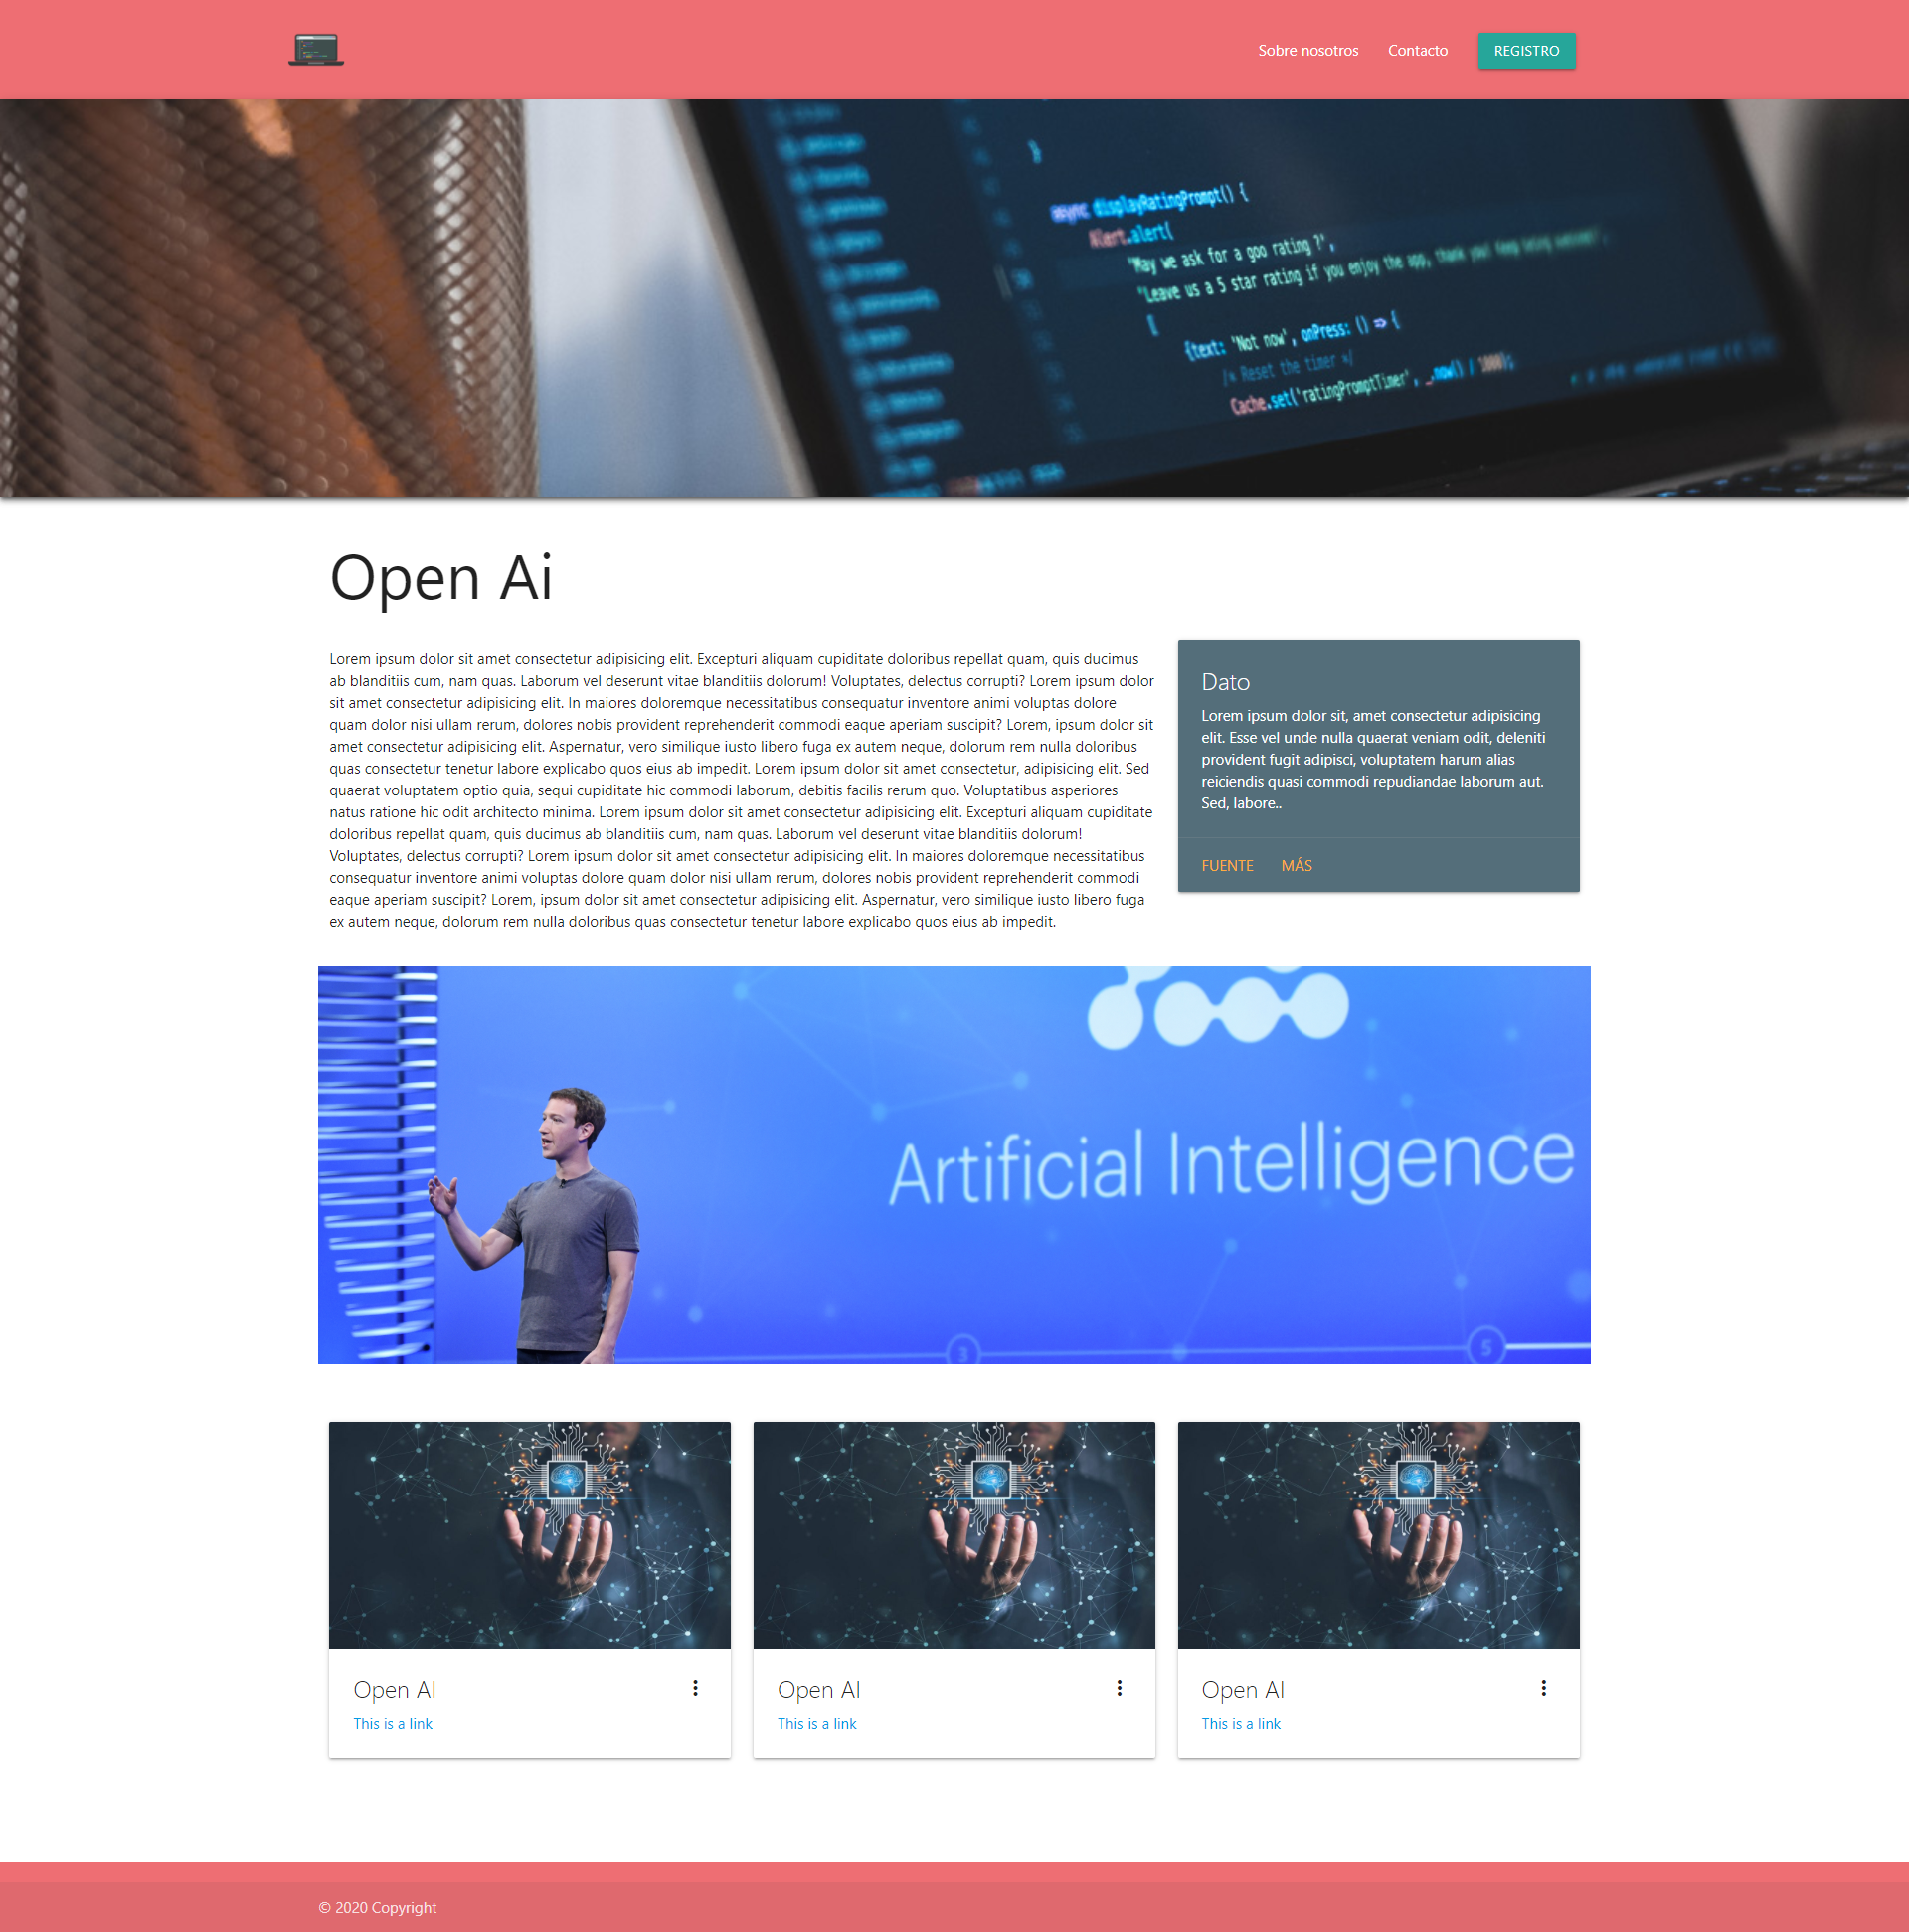 Sobre nosotros Contacto REGISTRO
}
async displayRatingPrompt() {
Alert.alert(
'May we ask for a goo rating ?',
'Leave us a 5 star rating if you enjoy the app, thank you!
[
{text: 'Not now', onPress: () => {
/* Reset the timer */
Cache.set('ratingPromptTimer', _.now()
Open Ai
Lorem ipsum dolor sit amet consectetur adipisicing elit. Excepturi aliquam cupiditate doloribus repellat quam, quis ducimus
ab blanditiis cum, nam quas. Laborum vel deserunt vitae blanditiis dolorum! Voluptates, delectus corrupti? Lorem ipsum dolor
sit amet consectetur adipisicing elit. In maiores doloremque necessitatibus consequatur inventore animi voluptas dolore
quam dolor nisi ullam rerum, dolores nobis provident reprehenderit commodi eaque aperiam suscipit? Lorem, ipsum dolor sit
amet consectetur adipisicing elit. Aspernatur, vero similique iusto libero fuga ex autem neque, dolorum rem nulla doloribus
quas consectetur tenetur labore explicabo quos eius ab impedit. Lorem ipsum dolor sit amet consectetur, adipisicing elit. Sed
quaerat voluptatem optio quia, sequi cupiditate hic commodi laborum, debitis facilis rerum quo. Voluptatibus asperiores
natus ratione hic odit architecto minima. Lorem ipsum dolor sit amet consectetur adipisicing elit. Excepturi aliquam cupiditate
doloribus repellat quam, quis ducimus ab blanditiis cum, nam quas. Laborum vel deserunt vitae blanditiis dolorum!
Voluptates, delectus corrupti? Lorem ipsum dolor sit amet consectetur adipisicing elit. In maiores doloremque necessitatibus
consequatur inventore animi voluptas dolore quam dolor nisi ullam rerum, dolores nobis provident reprehenderit commodi
eaque aperiam suscipit? Lorem, ipsum dolor sit amet consectetur adipisicing elit. Aspernatur, vero similique iusto libero fuga
ex autem neque, dolorum rem nulla doloribus quas consectetur tenetur labore explicabo quos eius ab impedit.
Dato
Lorem ipsum dolor sit, amet consectetur adipisicing
elit. Esse vel unde nulla quaerat veniam odit, deleniti
provident fugit adipisci, voluptatem harum alias
reiciendis quasi commodi repudiandae laborum aut.
Sed, labore..
FUENTE MÁS
Artificial Intelligence
3 5
Open AI
This is a link
Open AI
This is a link
Open AI
This is a link
© 2020 Copyright